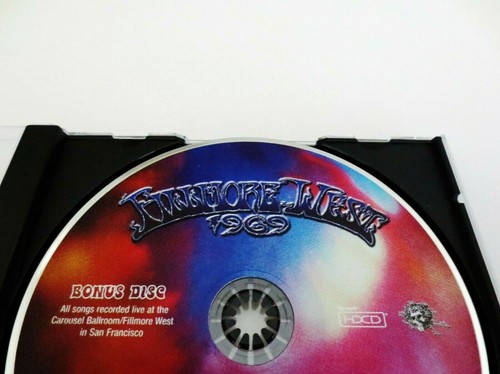 FILLMORE WEST
1969
BONUS DISC
All songs recorded live at the
Carousel Ballroom/Fillmore West
in San Francisco
HDCD